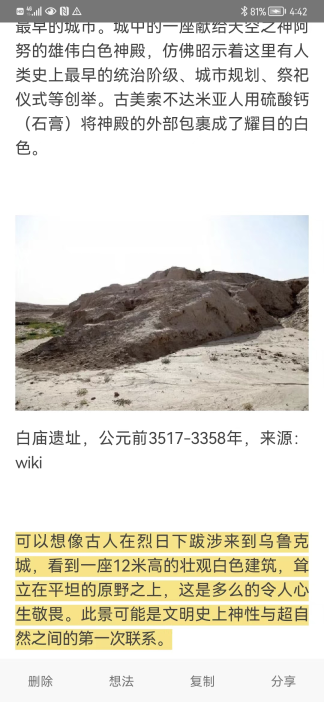 81% 4:42
最早的城市。城中的一座献给天空之神阿
努的雄伟白色神殿，仿佛昭示着这里有人
类史上最早的统治阶级、城市规划、祭祀
仪式等创举。古美索不达米亚人用硫酸钙
（石膏）将神殿的外部包裹成了耀目的白
色。
白庙遗址，公元前3517-3358年，来源：
wiki
可以想像古人在烈日下跋涉来到乌鲁克
城，看到一座12米高的壮观白色建筑，耸
立在平坦的原野之上，这是多么的令人心
生敬畏。此景可能是文明史上神性与超自
然之间的第一次联系。
删除 想法 复制 分享